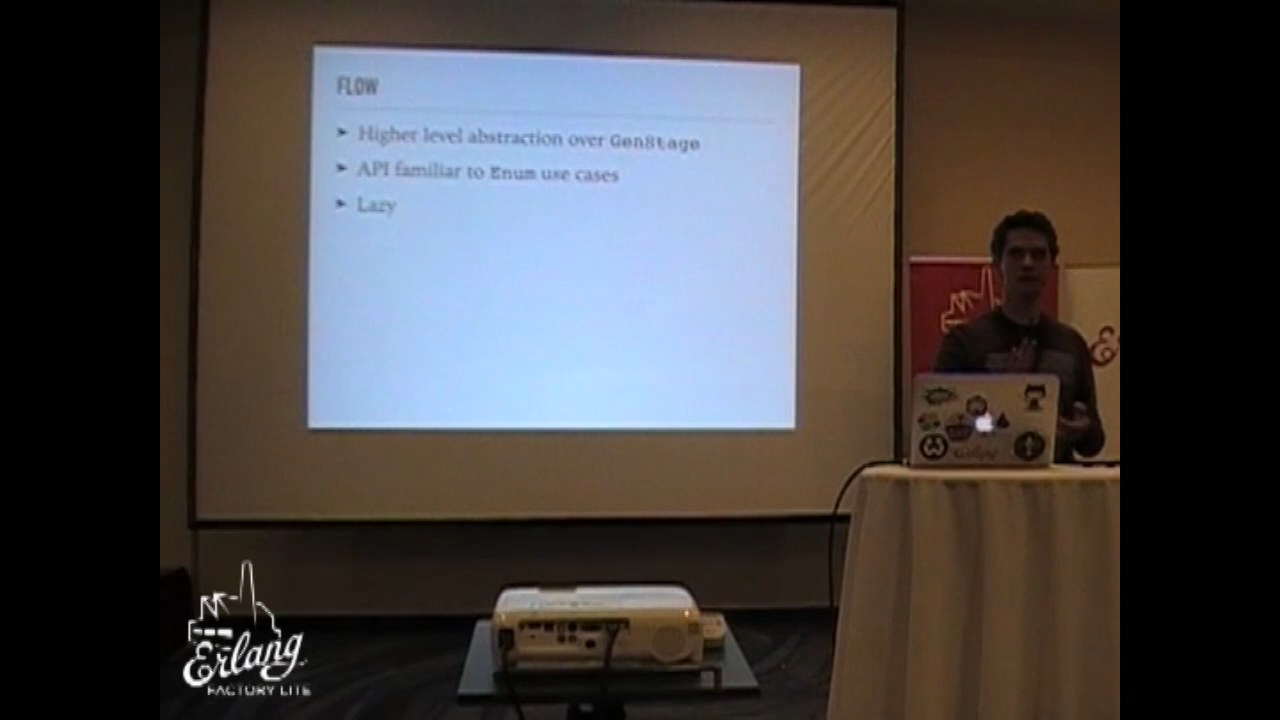 FLOW
➤ Higher level abstraction over GenStage
➤ API familiar to Enum use cases
➤ Lazy
Erlang
FACTORY LITE